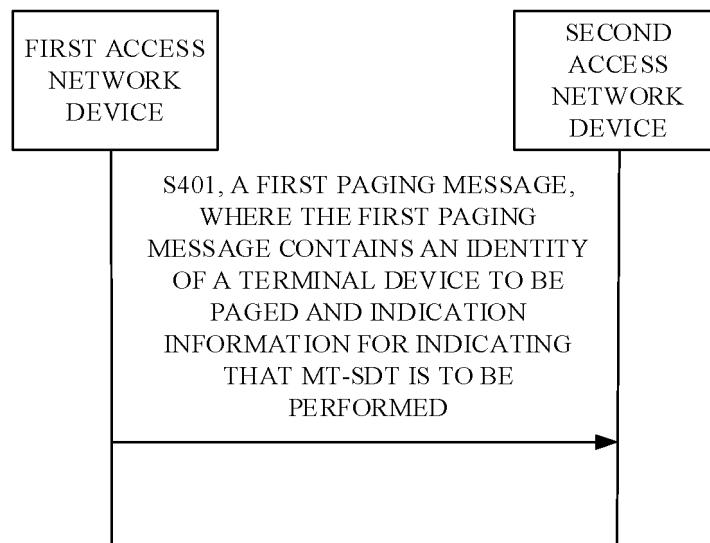 FIRST ACCESS
NETWORK
DEVICE
SECOND
ACCESS
NETWORK
DEVICE
S401, A FIRST PAGING MESSAGE,
WHERE THE FIRST PAGING
MESSAGE CONTAINS AN IDENTITY
OF A TERMINAL DEVICE TO BE
PAGED AND INDICATION
INFORMATION FOR INDICATING
THAT MT-SDT IS TO BE
PERFORMED